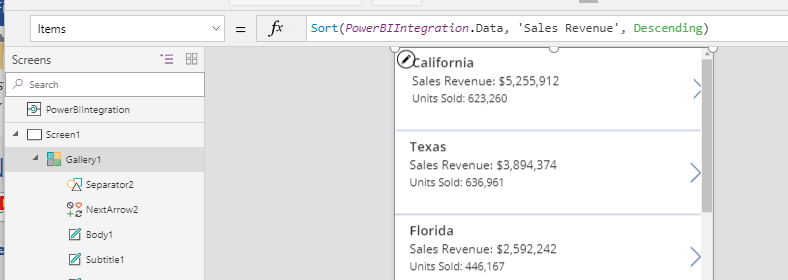 Items
=
fx
Sort(PowerBIIntegration.Data, 'Sales Revenue', Descending)
Screens
Search
PowerBIIntegration
Screen1
Gallery1
Separator2
NextArrow2
Body1
Subtitle1
California
Sales Revenue: $5,255,912
Units Sold: 623,260
Texas
Sales Revenue: $3,894,374
Units Sold: 636,961
Florida
Sales Revenue: $2,592,242
Units Sold: 446,167